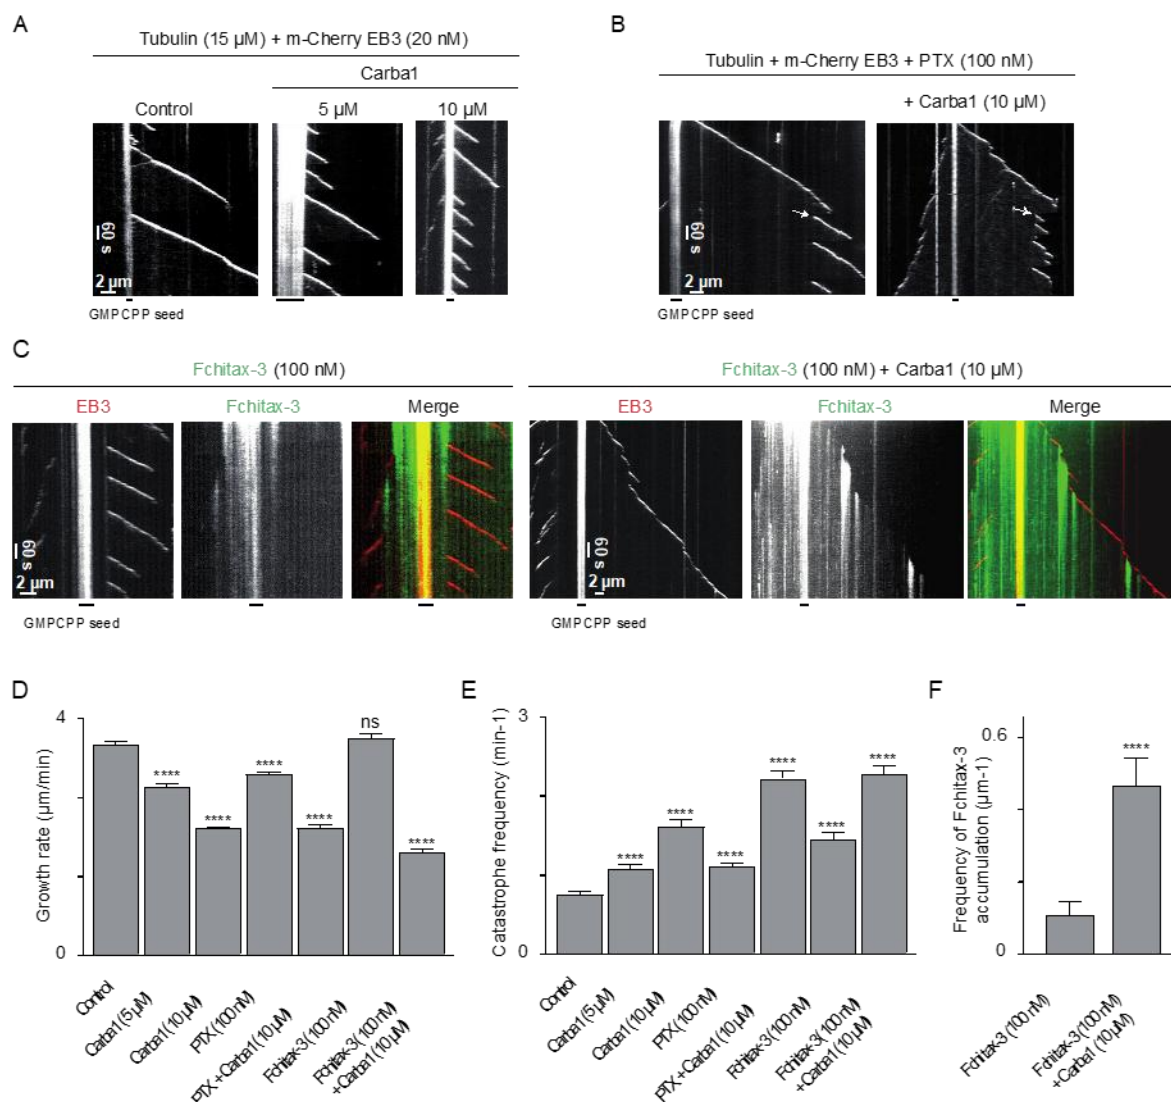 A
Tubulin (15 µM) + m-Cherry EB3 (20 nM)
Carba1
Control
5 µM
10 µM
60 s
2 µm
GMPCPP seed
B
Tubulin + m-Cherry EB3 + PTX (100 nM)
+ Carba1 (10 µM)
60 s
2 µm
GMPCPP seed
C
Fchitax-3 (100 nM)
EB3
Fchitax-3
Merge
60 s
2 µm
GMPCPP seed
Fchitax-3 (100 nM) + Carba1 (10 µM)
EB3
Fchitax-3
Merge
60 s
2 µm
GMPCPP seed
D
Growth rate (µm/min)
4
0
****
****
****
****
ns
****
Control
Carba1 (5 µM)
Carba1 (10 µM)
PTX (100 nM)
PTX + Carba1 (10 µM)
Fchitax-3 (100 nM)
Fchitax-3 (100 nM)
+Carba1 (10 µM)
E
Catastrophe frequency (min-1)
3
0
****
****
****
****
****
****
Control
Carba1 (5 µM)
Carba1 (10 µM)
PTX (100 nM)
PTX + Carba1 (10 µM)
Fchitax-3 (100 nM)
Fchitax-3 (100 nM)
+Carba1 (10 µM)
F
Frequency of Fchitax-3
accumulation (µm-1)
0.6
0
****
Fchitax-3 (100 nM)
Fchitax-3 (100 nM)
+Carba1 (10 µM)